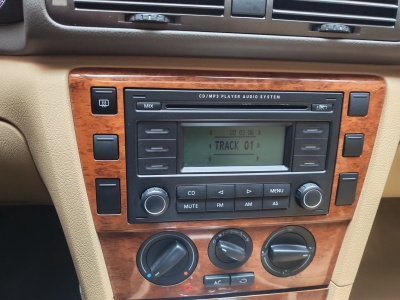 CD/MP3 PLAYER AUDIO SYSTEM
MIX
TRACK 01
CD
MENU
MUTE FM AM AS
AC